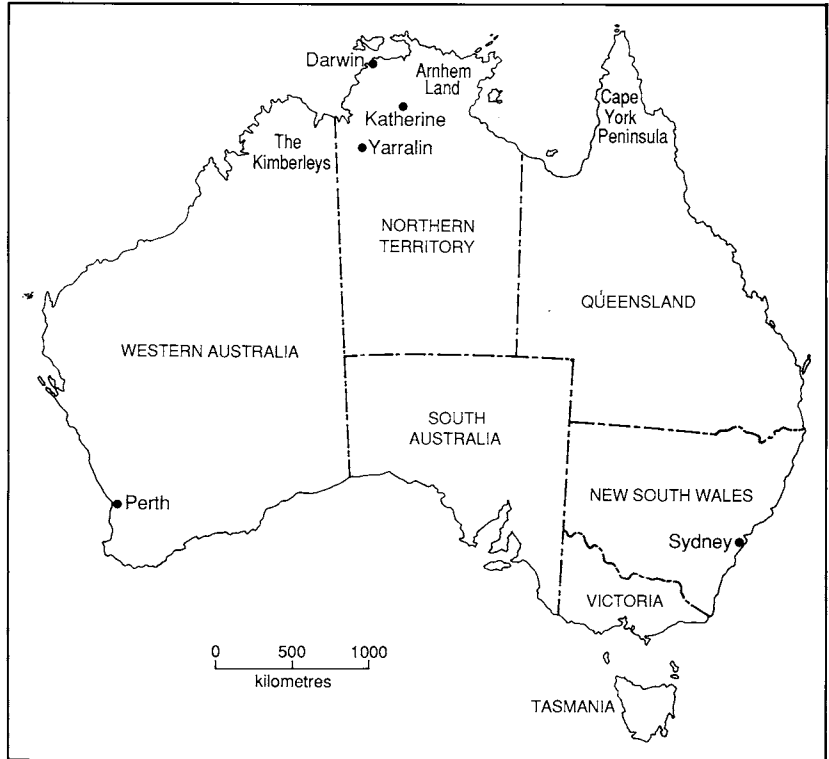 Darwin
Arnhem
Land
Katherine
Cape
York
Peninsula
The
Kimberleys
Yarralin
NORTHERN
TERRITORY
QUEENSLAND
WESTERN AUSTRALIA
SOUTH
AUSTRALIA
Perth
NEW SOUTH WALES
Sydney
VICTORIA
0 500 1000
kilometres
TASMANIA